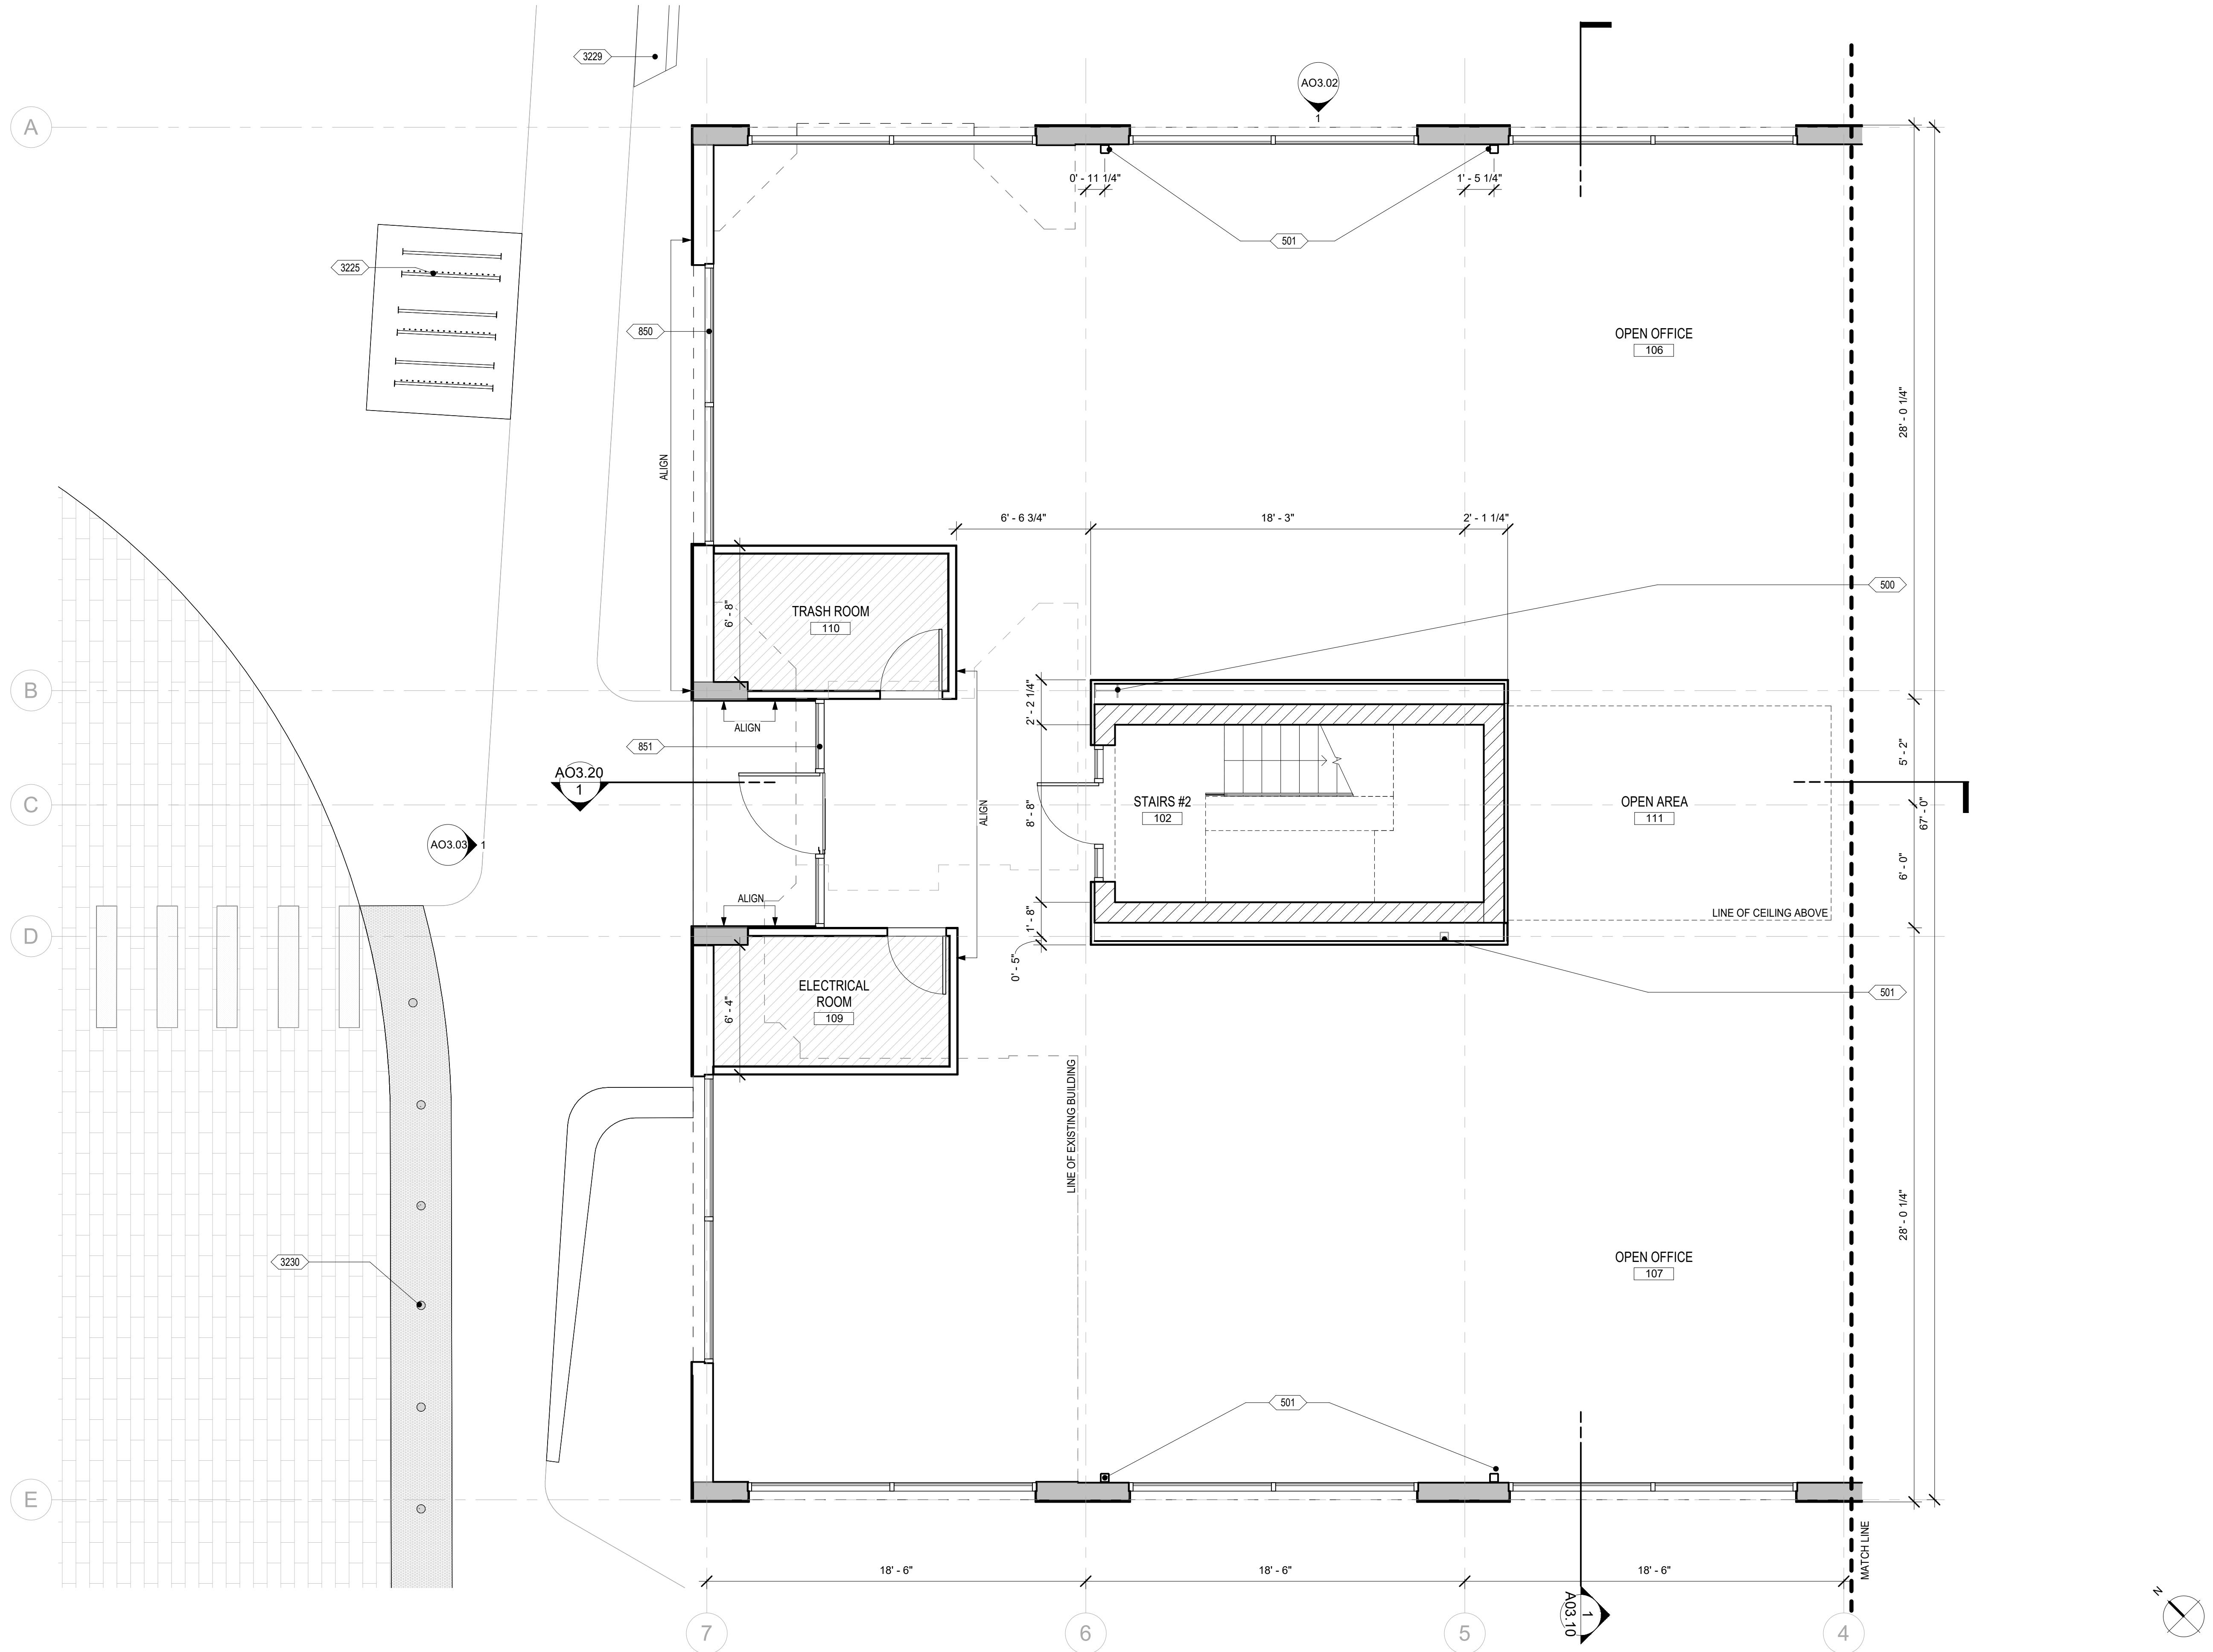 3229
AO3.02
1
A
0' - 11 1/4"
1' - 5 1/4"
501
3225
850
OPEN OFFICE
106
28' - 0 1/4"
ALIGN
6' - 6 3/4"
18' - 3"
2' - 1 1/4"
500
TRASH ROOM
110
6' - 8"
B
2' - 2 1/4"
ALIGN
851
5' - 2"
AO3.20
1
C
STAIRS #2
102
8' - 8"
ALIGN
OPEN AREA
111
67' - 0"
AO3.03
1
6' - 0"
ALIGN
1' - 8"
LINE OF CEILING ABOVE
D
0' - 5"
ELECTRICAL
ROOM
109
6' - 4"
501
LINE OF EXISTING BUILDING
28' - 0 1/4"
3230
OPEN OFFICE
107
501
E
MATCH LINE
18' - 6"
18' - 6"
18' - 6"
1
A03.10
N
7
6
5
4